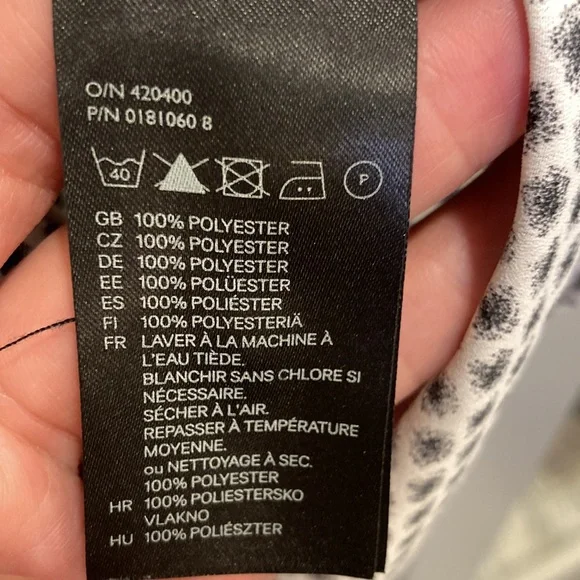 O/N 420400
P/N 0181060 8
40 P
GB 100% POLYESTER
CZ 100% POLYESTER
DE 100% POLYESTER
EE 100% POLÜESTER
ES 100% POLIÉSTER
FI 100% POLYESTERIÄ
FR LAVER À LA MACHINE À
L'EAU TIÈDE.
BLANCHIR SANS CHLORE SI
NÉCESSAIRE.
SÉCHER À L'AIR.
REPASSER À TEMPÉRATURE
MOYENNE.
ou NETTOYAGE À SEC.
100% POLYESTER
HR 100% POLIESTERSKO
VLAKNO
HU 100% POLIÉSZTER